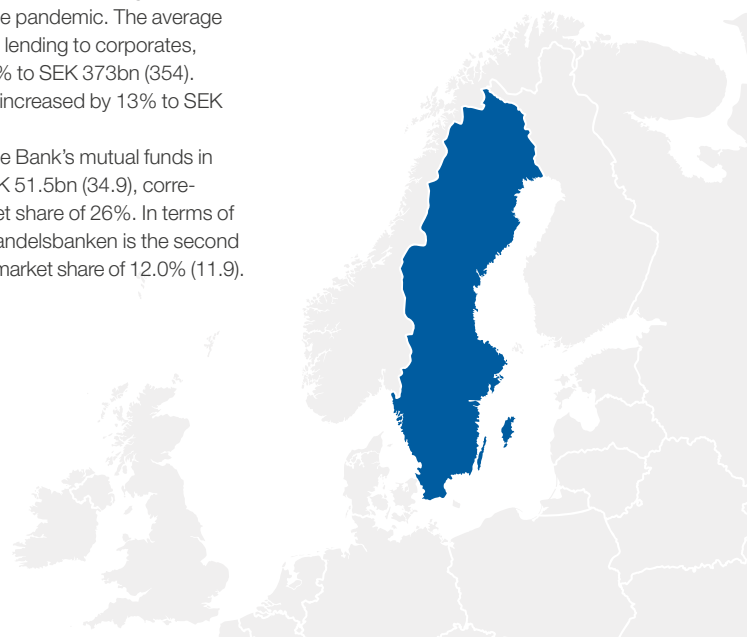 e pandemic. The average
lending to corporates,
% to SEK 373bn (354).
increased by 13% to SEK
e Bank’s mutual funds in
K 51.5bn (34.9), corre-
et share of 26%. In terms of
andelsbanken is the second
market share of 12.0% (11.9).